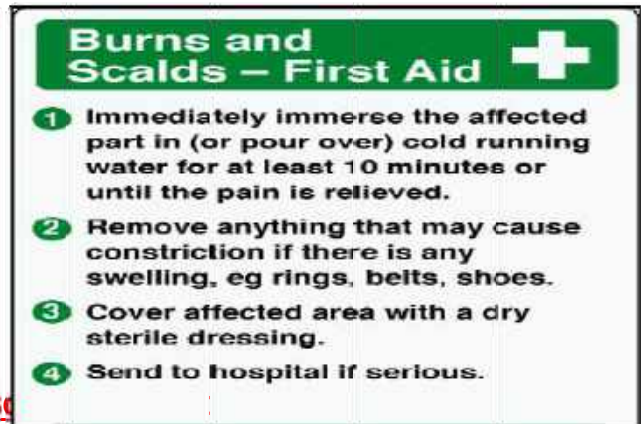 Burns and
Scalds – First Aid
1 Immediately immerse the affected
part in (or pour over) cold running
water for at least 10 minutes or
until the pain is relieved.
2 Remove anything that may cause
constriction if there is any
swelling, eg rings, belts, shoes.
3 Cover affected area with a dry
sterile dressing.
4 Send to hospital if serious.